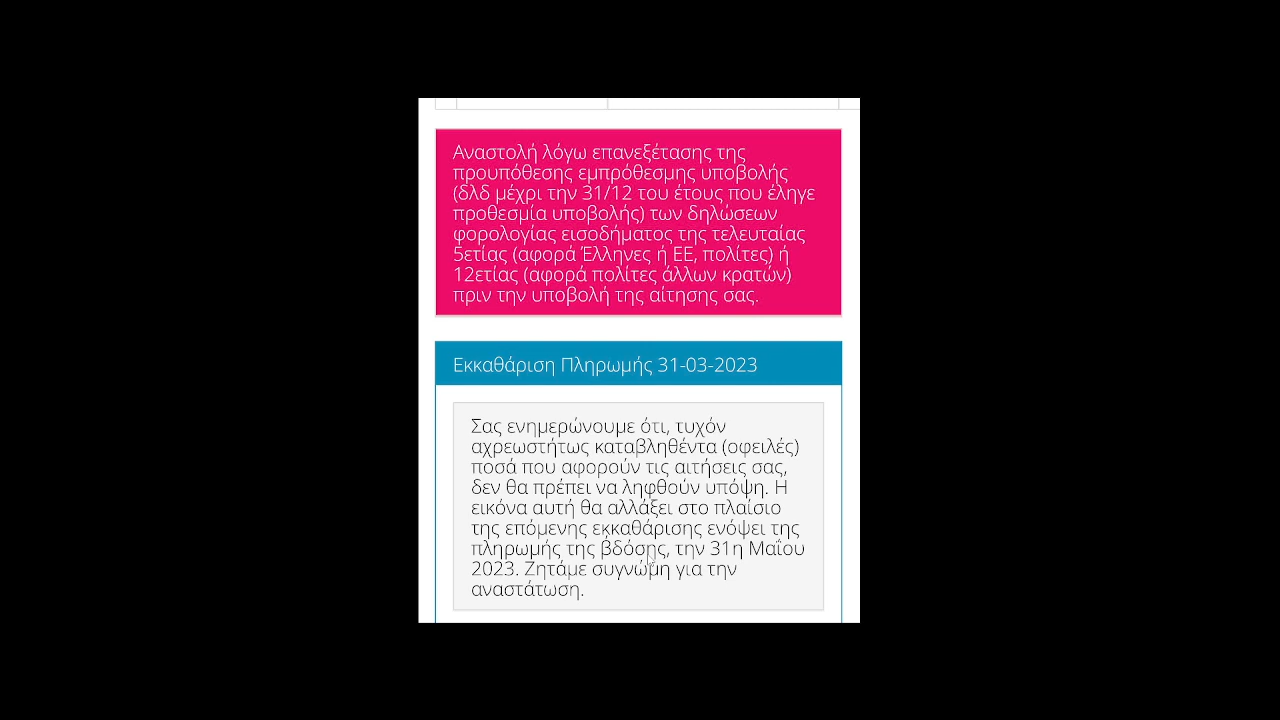 Αναστολή λόγω επανεξέτασης της
προυπόθεσης εμπρόθεσμης υποβολής
(δλδ μέχρι την 31/12 του έτους που έληγε
προθεσμία υποβολής) των δηλώσεων
φορολογίας εισοδήματος της τελευταίας
5ετίας (αφορά Έλληνες ή ΕΕ, πολίτες) ή
12ετίας (αφορά πολίτες άλλων κρατών)
πριν την υποβολή της αίτησης σας.
Εκκαθάριση Πληρωμής 31-03-2023
Σας ενημερώνουμε ότι, τυχόν
αχρεωστήτως καταβληθέντα (οφειλές)
ποσά που αφορούν τις αιτήσεις σας,
δεν θα πρέπει να ληφθούν υπόψη. Η
εικόνα αυτή θα αλλάξει στο πλαίσιο
της επόμενης εκκαθάρισης ενόψει της
πληρωμής της βδόσης, την 31η Μαΐου
2023. Ζητάμε συγνώμη για την
αναστάτωση.